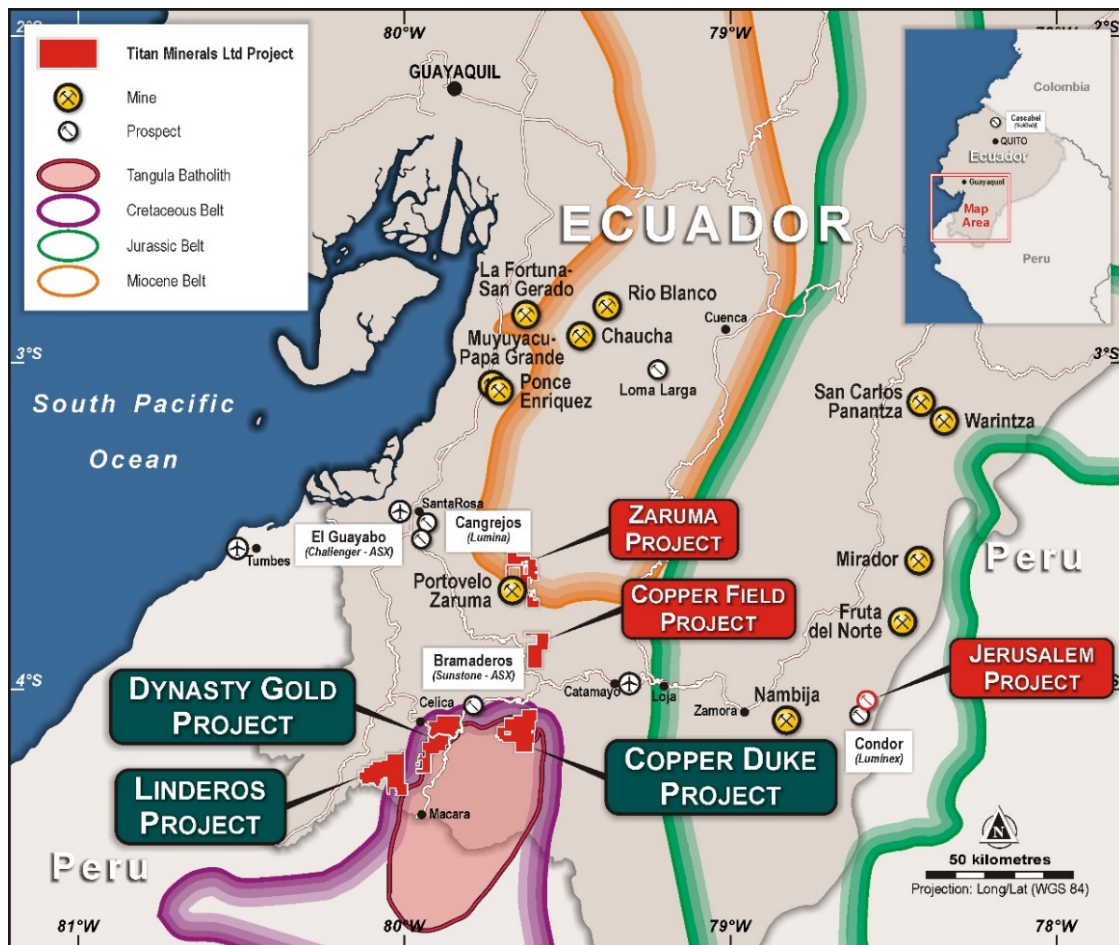 2°S
80°W
79°W
2°S
Titan Minerals Ltd Project
Mine
Prospect
Tangula Batholith
Cretaceous Belt
Jurassic Belt
Miocene Belt
GUAYAQUIL
Colombia
Cascabel
(SolGold)
QUITO
Ecuador
Guayaquol
Map
Area
Peru
ECUADOR
La Fortuna-
San Gerado
Rio Blanco
Chaucha
Cuenca
Muyuyacu-
Papa Grande
Ponce
Enriquez
Loma Larga
3°S
3°S
South Pacific
Ocean
San Carlos
Panantza
Warintza
SantaRosa
El Guayabo
(Challenger - ASX)
Cangrejos
(Lumina)
Tumbes
ZARUMA
PROJECT
Portovelo
Zaruma
COPPER FIELD
PROJECT
Mirador
Peru
Fruta
del Norte
JERUSALEM
PROJECT
4°S
°S
Bramaderos
(Sunstone - ASX)
Catamayo
Loja
Zamora
Nambija
Condor
(Luminex)
DYNASTY GOLD
PROJECT
Celica
COPPER DUKE
PROJECT
LINDEROS
PROJECT
Macara
Peru
N
50 kilometres
Projection: Long/Lat (WGS 84)
81°W
80°W
79°W
78°W